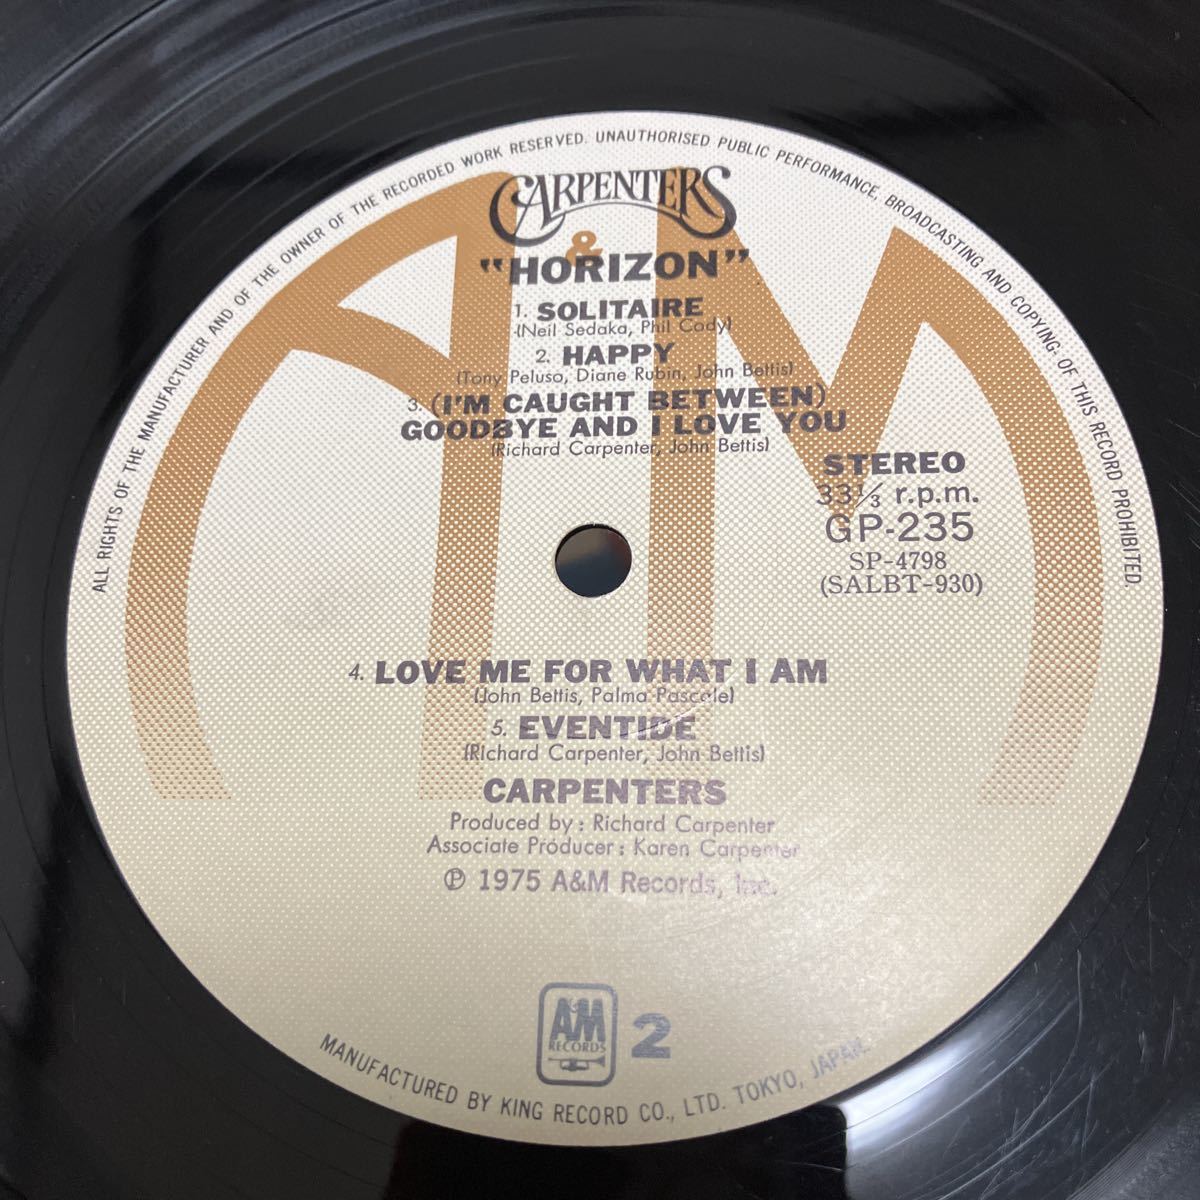 ALL RIGHTS OF THE MANUFACTURER AND OF THE OWNER OF THE RECORDED WORK RESERVED. UNAUTHORISED PUBLIC PERFORMANCE, BROADCASTING AND COPYING OF THIS RECORD PROHIBITED.
CARPENTERS
&
"HORIZON"
1. SOLITAIRE
(Neil Sedaka, Phil Cody)
2. HAPPY
(Tony Peluso, Diane Rubin, John Bettis)
3. (I'M CAUGHT BETWEEN)
GOODBYE AND I LOVE YOU
(Richard Carpenter, John Bettis)
STEREO
33⅓ r.p.m.
GP-235
SP-4798
(SALBT-930)
4. LOVE ME FOR WHAT I AM
(John Bettis, Palma Pascale)
5. EVENTIDE
(Richard Carpenter, John Bettis)
CARPENTERS
Produced by : Richard Carpenter
Associate Producer : Karen Carpenter
℗ 1975 A&M Records, Inc.
A&M
RECORDS
2
MANUFACTURED BY KING RECORD CO., LTD. TOKYO, JAPAN.